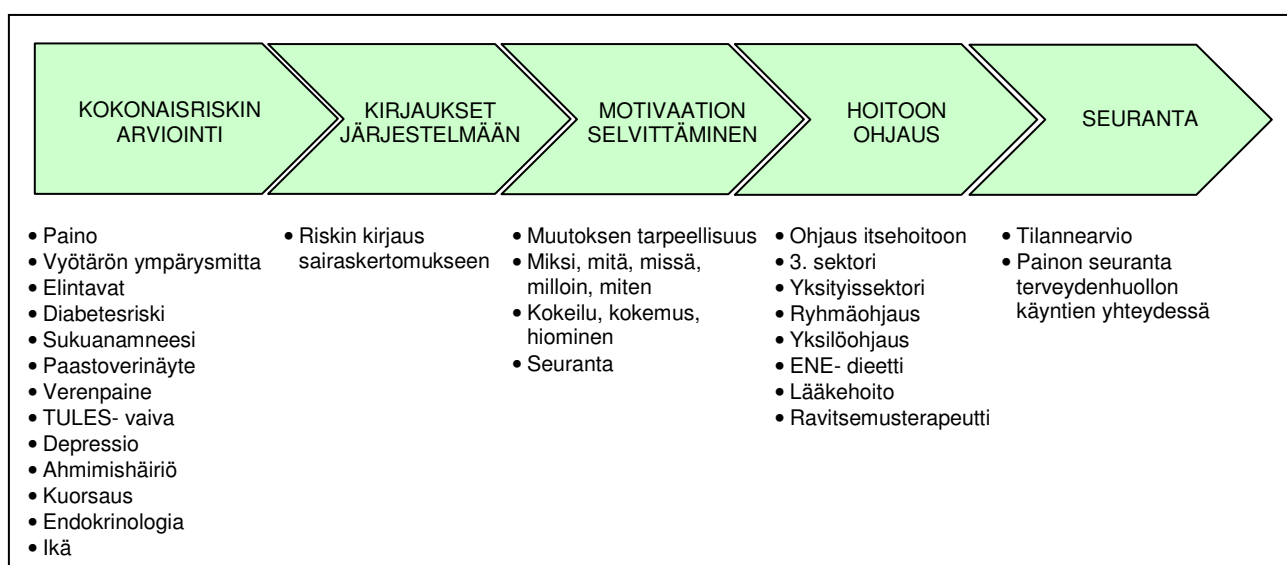 KOKONAISRISKIN
ARVIOINTI
KIRJAUKSET
JÄRJESTELMÄÄN
MOTIVAATION
SELVITTÄMINEN
HOITOON
OHJAUS
SEURANTA
• Paino
• Vyötärön ympärysmitta
• Elintavat
• Diabetesriski
• Sukuanamneesi
• Paastoverinäyte
• Verenpaine
• TULES- vaiva
• Depressio
• Ahmimishäiriö
• Kuorsaus
• Endokrinologia
• Ikä
• Riskin kirjaus
sairaskertomukseen
• Muutoksen tarpeellisuus
• Miksi, mitä, missä,
milloin, miten
• Kokeilu, kokemus,
hiominen
• Seuranta
• Ohjaus itsehoitoon
• 3. sektori
• Yksityissektori
• Ryhmäohjaus
• Yksilöohjaus
• ENE- dieetti
• Lääkehoito
• Ravitsemusterapeutti
• Tilannearvio
• Painon seuranta
terveydenhuollon
käyntien yhteydessä